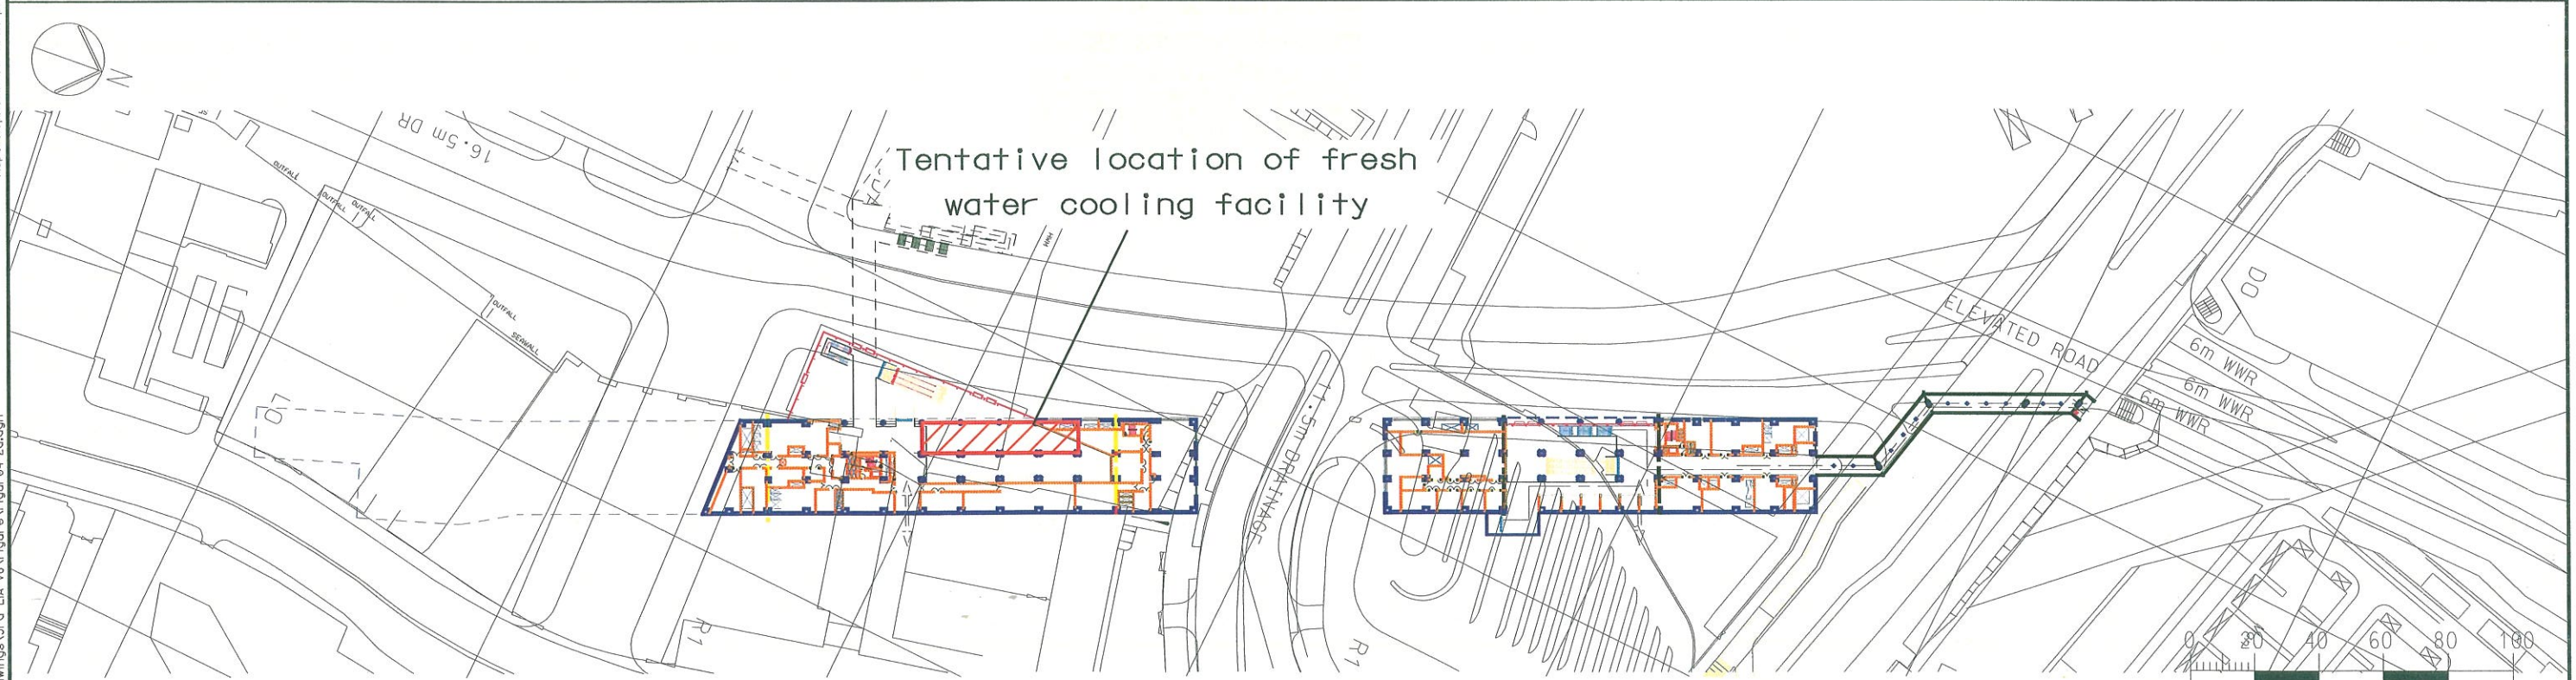 N
16.5m DR
OUTFALL
OUTFALL
OUTFALL
OUTFALL
SEAWALL
Tentative location of fresh
water cooling facility
ELEVATED ROAD
6m WWR
6m WWR
6m WWR
11.5m DRAINAGE
R1
R1
0 20 40 60 80 100